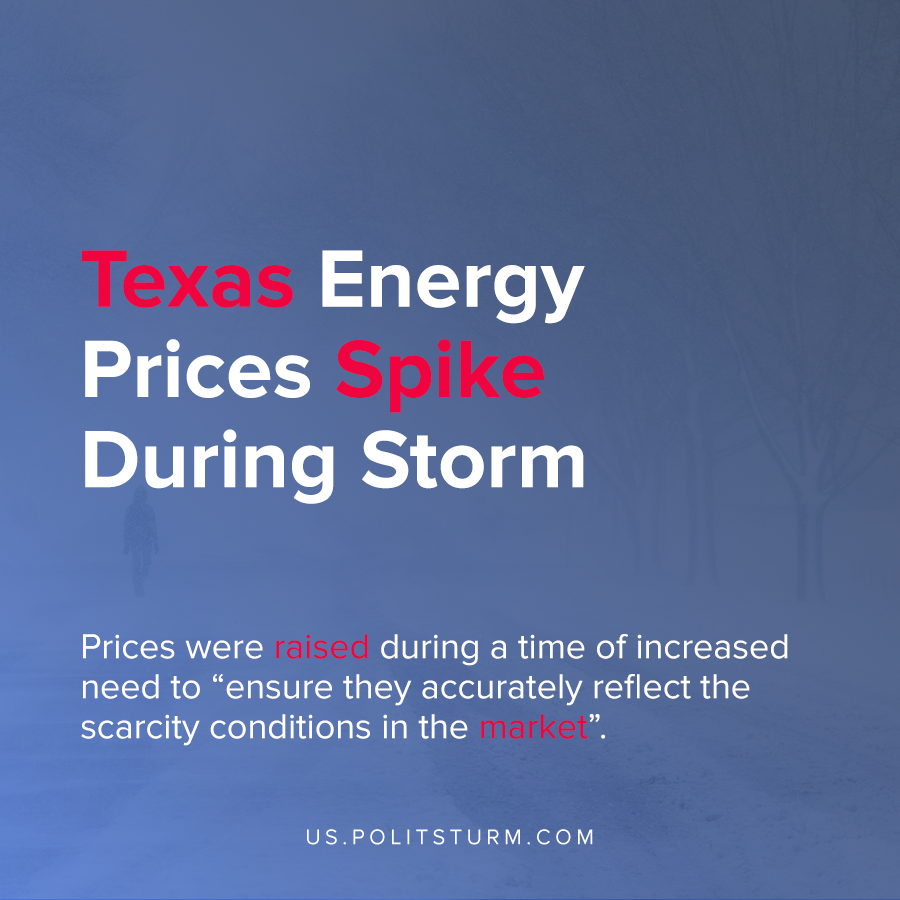 Texas Energy
Prices Spike
During Storm
Prices were raised during a time of increased
need to “ensure they accurately reflect the
scarcity conditions in the market”.
US.POLITSTURM.COM